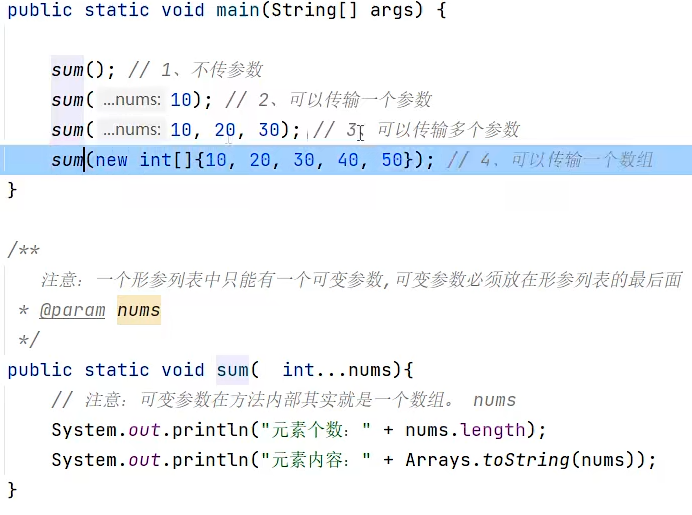 public static void main(String[] args) {
sum(); // 1、不传参数
sum( ...nums: 10); // 2、可以传输一个参数
sum( ...nums: 10, 20, 30); // 3、可以传输多个参数
sum(new int[]{10, 20, 30, 40, 50}); // 4、可以传输一个数组
}
/**
注意：一个形参列表中只能有一个可变参数,可变参数必须放在形参列表的最后面
* @param nums
*/
public static void sum(  int...nums){
// 注意：可变参数在方法内部其实就是一个数组。 nums
System.out.println("元素个数：" + nums.length);
System.out.println("元素内容：" + Arrays.toString(nums));
}